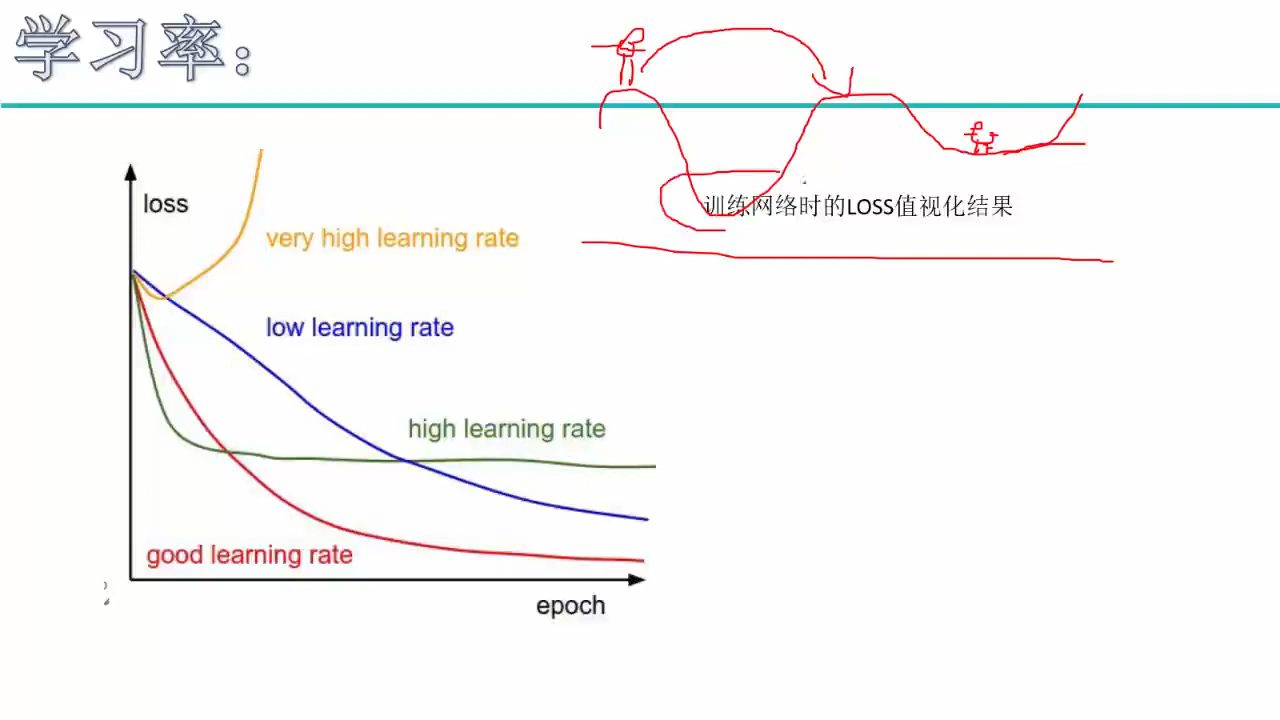 学习率：
训练网络时的LOSS值视化结果
loss
very high learning rate
low learning rate
high learning rate
good learning rate
epoch